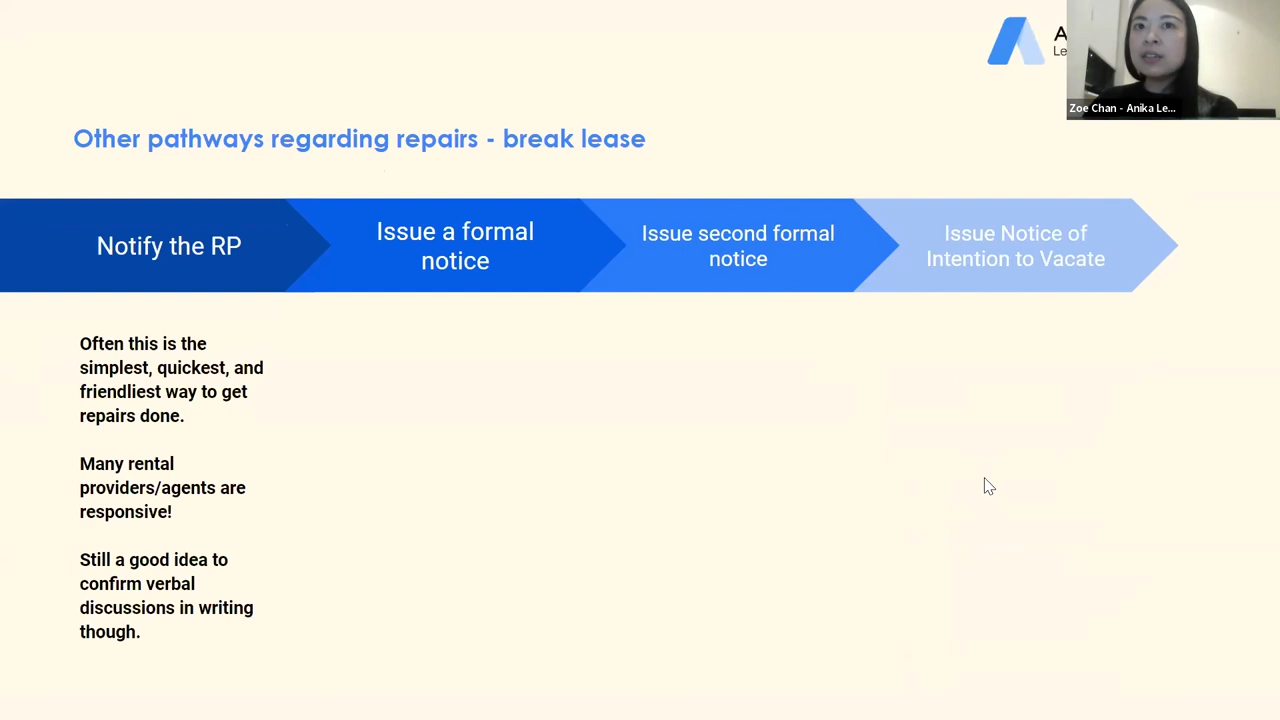 A
Le
Zoe Chan - Anika Le...
Other pathways regarding repairs - break lease
Notify the RP
Issue a formal
notice
Issue second formal
notice
Issue Notice of
Intention to Vacate
Often this is the
simplest, quickest, and
friendliest way to get
repairs done.
Many rental
providers/agents are
responsive!
Still a good idea to
confirm verbal
discussions in writing
though.